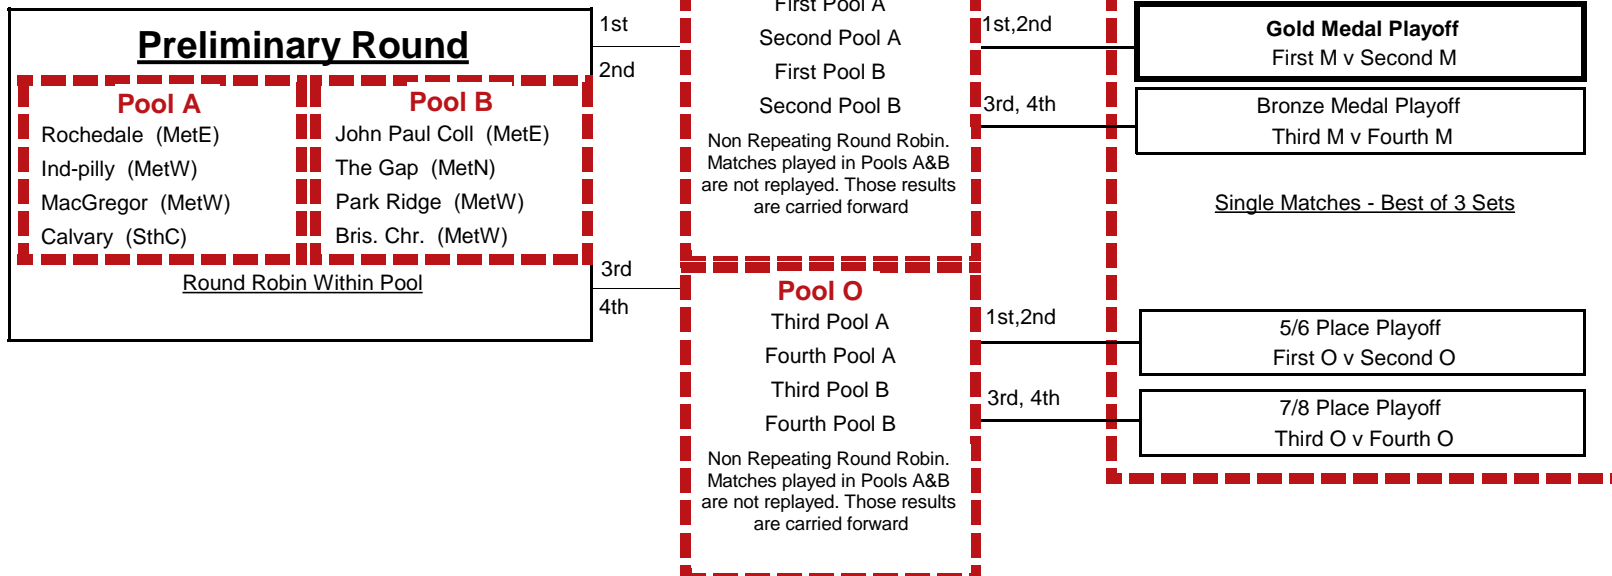 Preliminary Round
Pool A
Rochedale (MetE)
Ind-pilly (MetW)
MacGregor (MetW)
Calvary (SthC)
Pool B
John Paul Coll (MetE)
The Gap (MetN)
Park Ridge (MetW)
Bris. Chr. (MetW)
Round Robin Within Pool
1st
2nd
3rd
4th
First Pool A
Second Pool A
First Pool B
Second Pool B
Non Repeating Round Robin.
Matches played in Pools A&B
are not replayed. Those results
are carried forward
Pool O
Third Pool A
Fourth Pool A
Third Pool B
Fourth Pool B
Non Repeating Round Robin.
Matches played in Pools A&B
are not replayed. Those results
are carried forward
1st,2nd
3rd, 4th
1st,2nd
3rd, 4th
Gold Medal Playoff
First M v Second M
Bronze Medal Playoff
Third M v Fourth M
Single Matches - Best of 3 Sets
5/6 Place Playoff
First O v Second O
7/8 Place Playoff
Third O v Fourth O